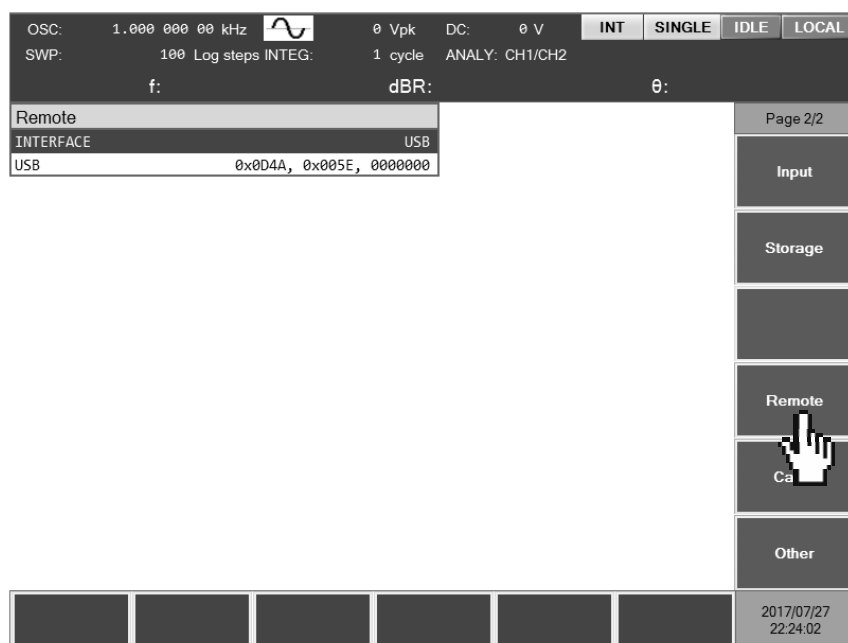 OSC: 1.000 000 00 kHz 0 Vpk DC: 0 V INT SINGLE IDLE LOCAL
SWP: 100 Log steps INTEG: 1 cycle ANALY: CH1/CH2
f: dBR: θ:
Remote
INTERFACE USB
USB 0x0D4A, 0x005E, 0000000
Page 2/2
Input
Storage
Remote
Other
2017/07/27
22:24:02